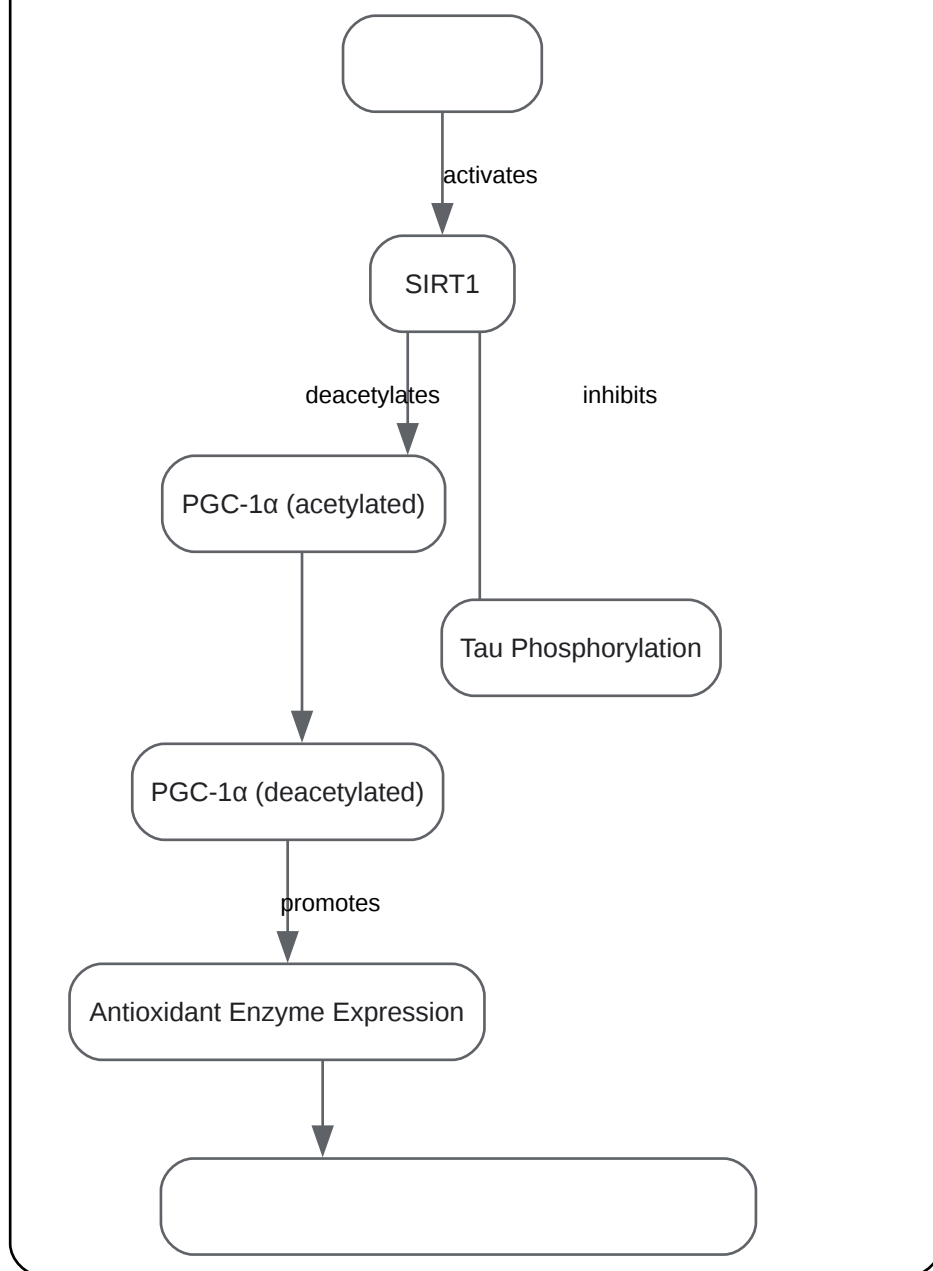 activates
SIRT1
deacetylates
inhibits
PGC-1α (acetylated)
Tau Phosphorylation
PGC-1α (deacetylated)
promotes
Antioxidant Enzyme Expression